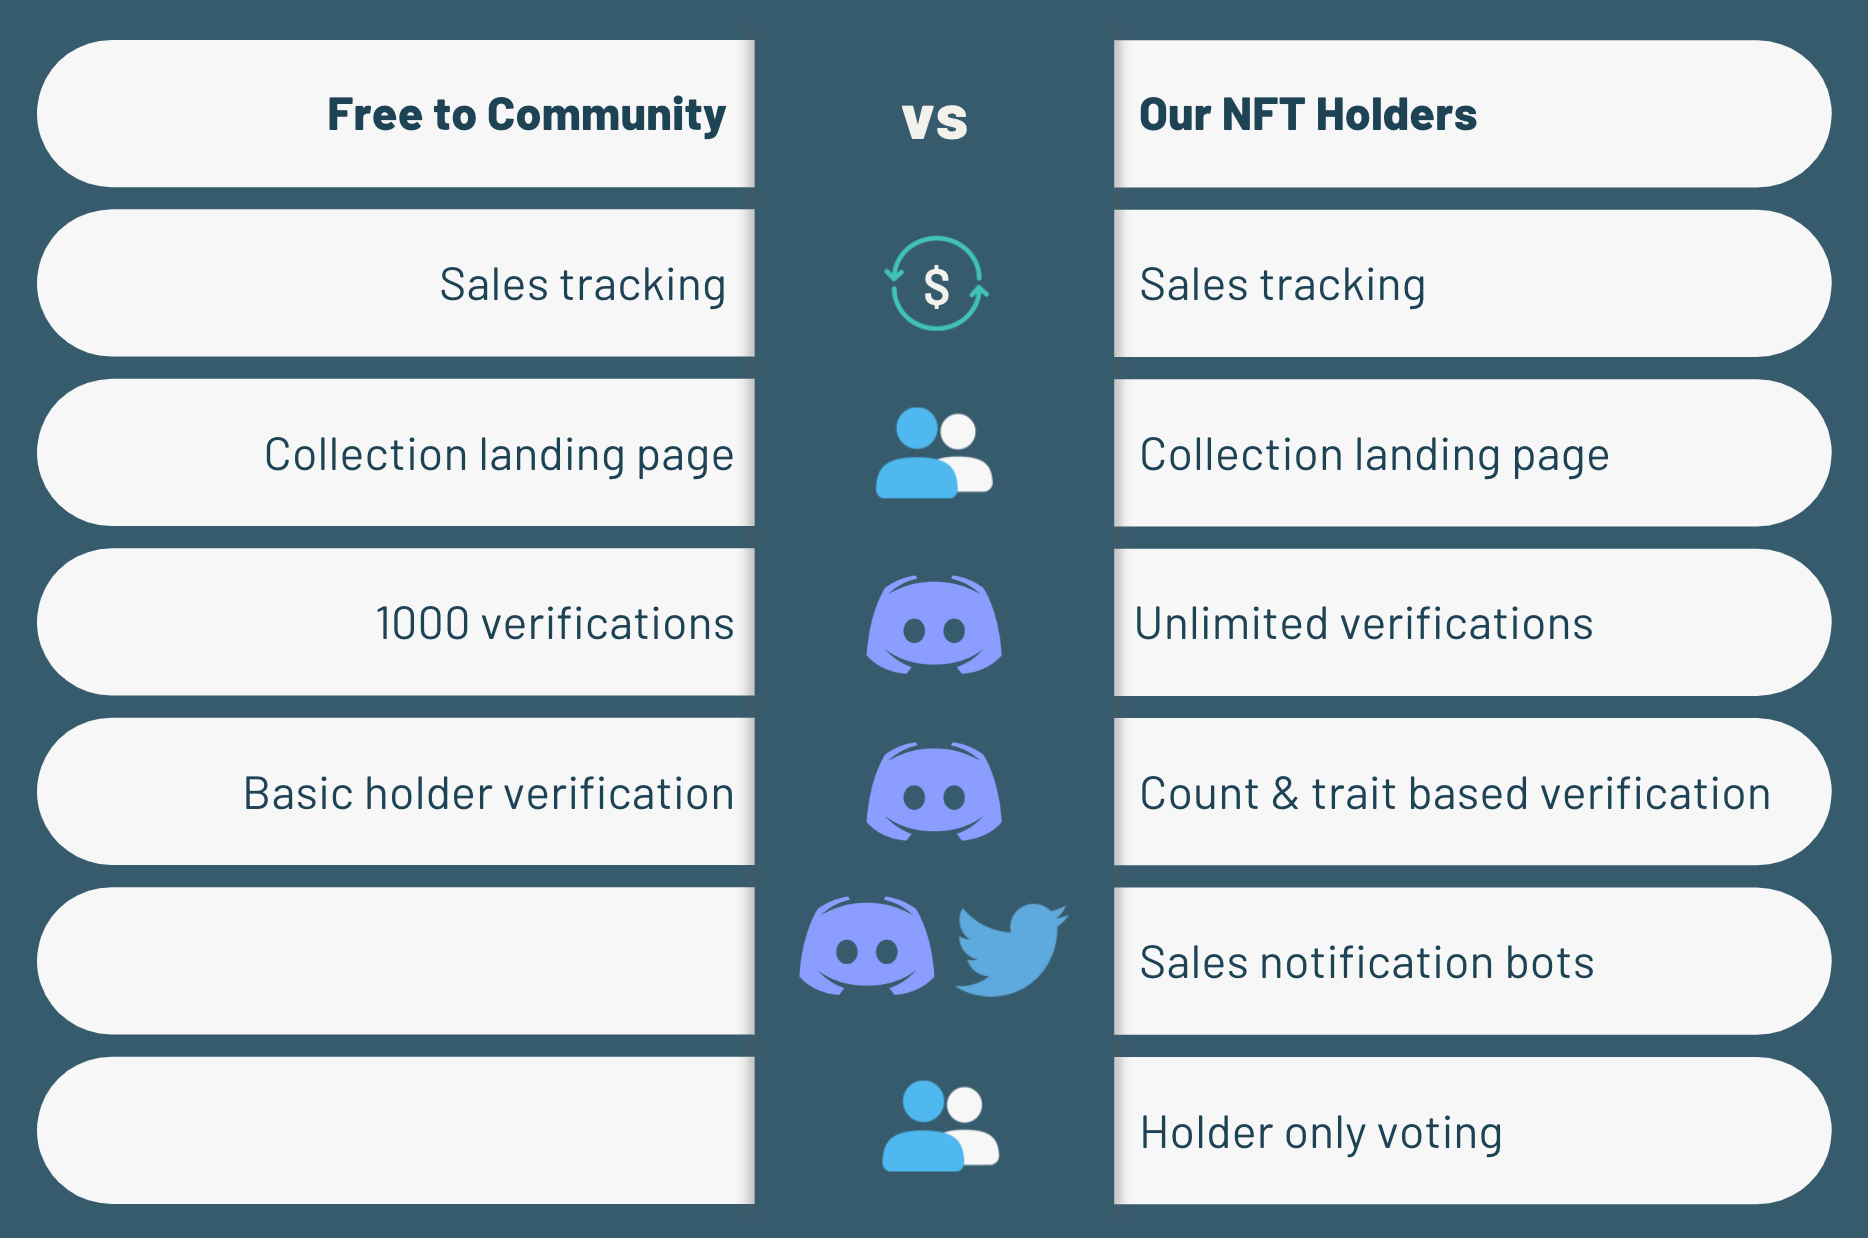 Free to Community
vs
Our NFT Holders
Sales tracking
$
Sales tracking
Collection landing page
Collection landing page
1000 verifications
Unlimited verifications
Basic holder verification
Count & trait based verification
Sales notification bots
Holder only voting